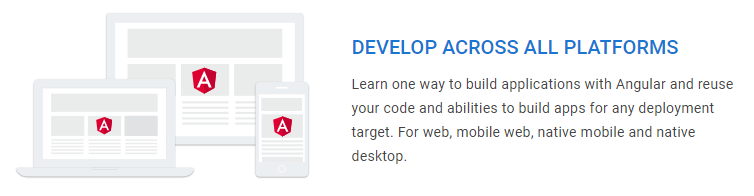 DEVELOP ACROSS ALL PLATFORMS
Learn one way to build applications with Angular and reuse
your code and abilities to build apps for any deployment
target. For web, mobile web, native mobile and native
desktop.
A
A
A